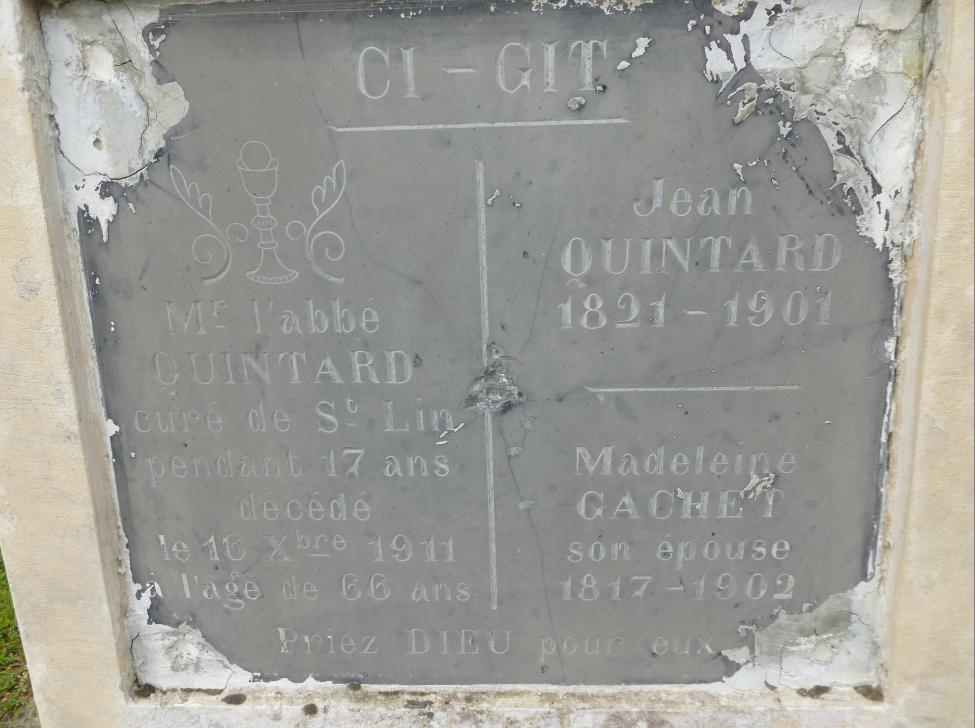 CI - GIT
Mr l'abbé
QUINTARD
curé de St Lin
pendant 17 ans
décédé
le 16 Xbre 1911
à l'âge de 66 ans
Jean
QUINTARD
1821 - 1901
Madeleine
GACHET
son épouse
1817 - 1902
Priez DIEU pour eux